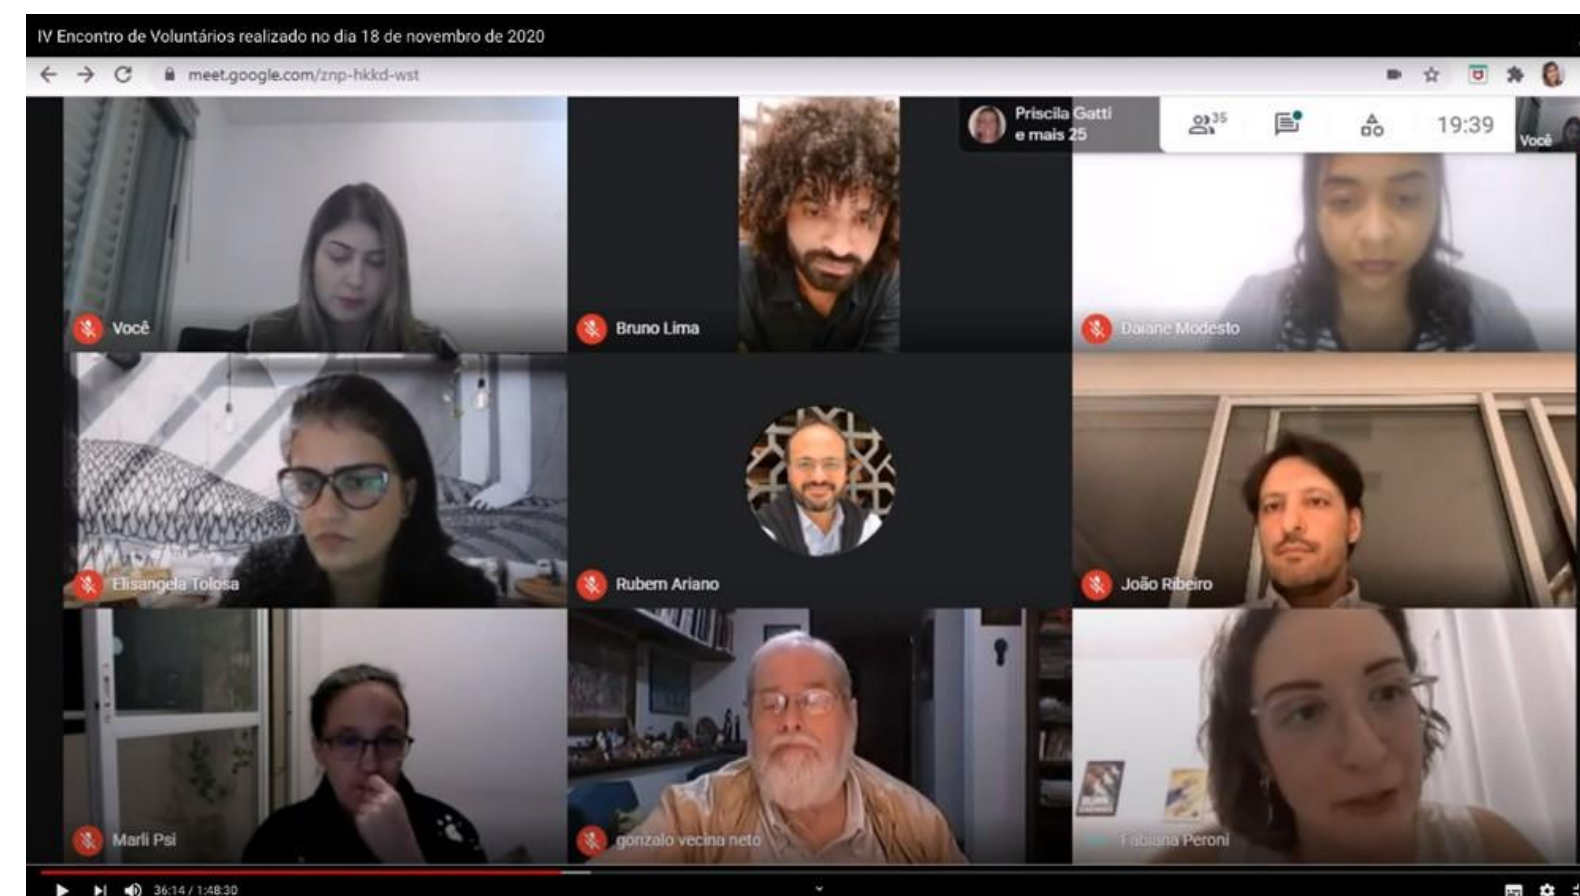 IV Encontro de Voluntários realizado no dia 18 de novembro de 2020
meet.google.com/znp-hkkd-wst
Priscila Gatti
e mais 25
35
19:39
Você
Você
Bruno Lima
Daiane Modesto
Elisangela Tolosa
Rubem Ariano
João Ribeiro
Marli Psi
gonzalo vecina neto
Fabiana Peroni
36:14 / 1:48:30